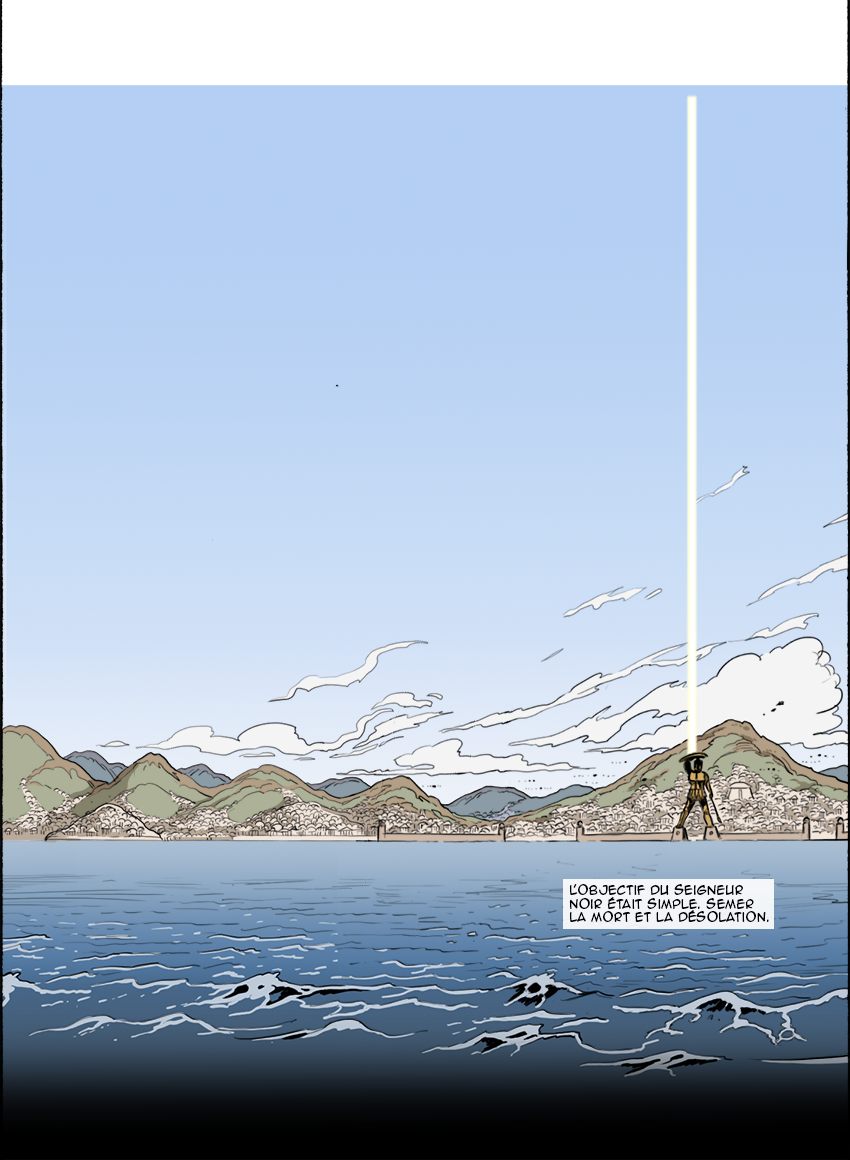 L'OBJECTIF DU SEIGNEUR
NOIR ÉTAIT SIMPLE, SEMER
LA MORT ET LA DÉSOLATION.